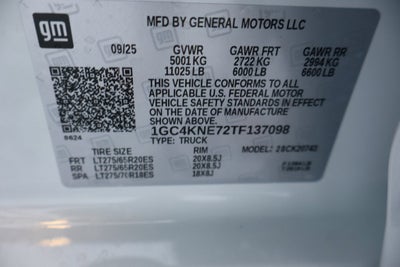 gm
MFD BY GENERAL MOTORS LLC
09/25 GVWR GAWR FRT GAWR RR
5001 KG 2722 KG 2994 KG
11025 LB 6000 LB 6600 LB
THIS VEHICLE CONFORMS TO ALL APPLICABLE
U.S. FEDERAL MOTOR
VEHICLE SAFETY STANDARDS IN EFFECT
ON THE DATE OF MANUFACTURE SHOWN ABOVE.
1GC4KNE72TF137098
8624 TYPE: TRUCK MODEL:
TIRE SIZE RIM
FRT LT275/65R20ES 20X8.5J
RR LT275/65R20ES 20X8.5J
SPA LT275/70R18ES 18X8J